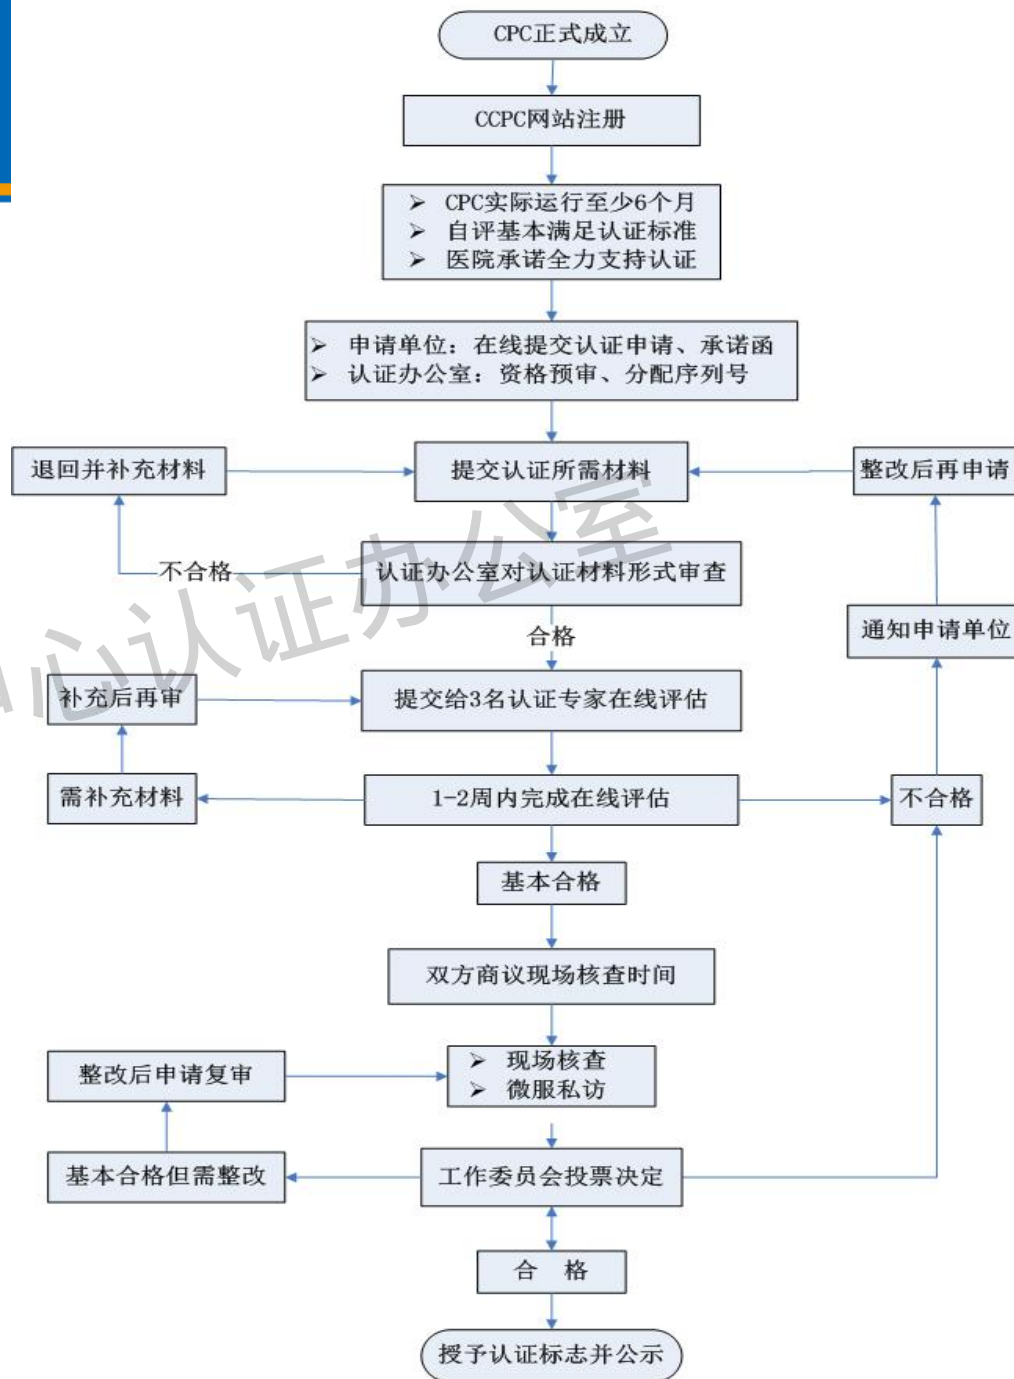 CPC正式成立
CCPC网站注册
➢ CPC实际运行至少6个月
➢ 自评基本满足认证标准
➢ 医院承诺全力支持认证
➢ 申请单位：在线提交认证申请、承诺函
➢ 认证办公室：资格预审、分配序列号
退回并补充材料
提交认证所需材料
整改后再申请
不合格
认证办公室对认证材料形式审查
合格
通知申请单位
补充后再审
提交给3名认证专家在线评估
需补充材料
1-2周内完成在线评估
不合格
基本合格
双方商议现场核查时间
整改后申请复审
➢ 现场核查
➢ 微服私访
基本合格但需整改
工作委员会投票决定
合 格
授予认证标志并公示
心认证办公室